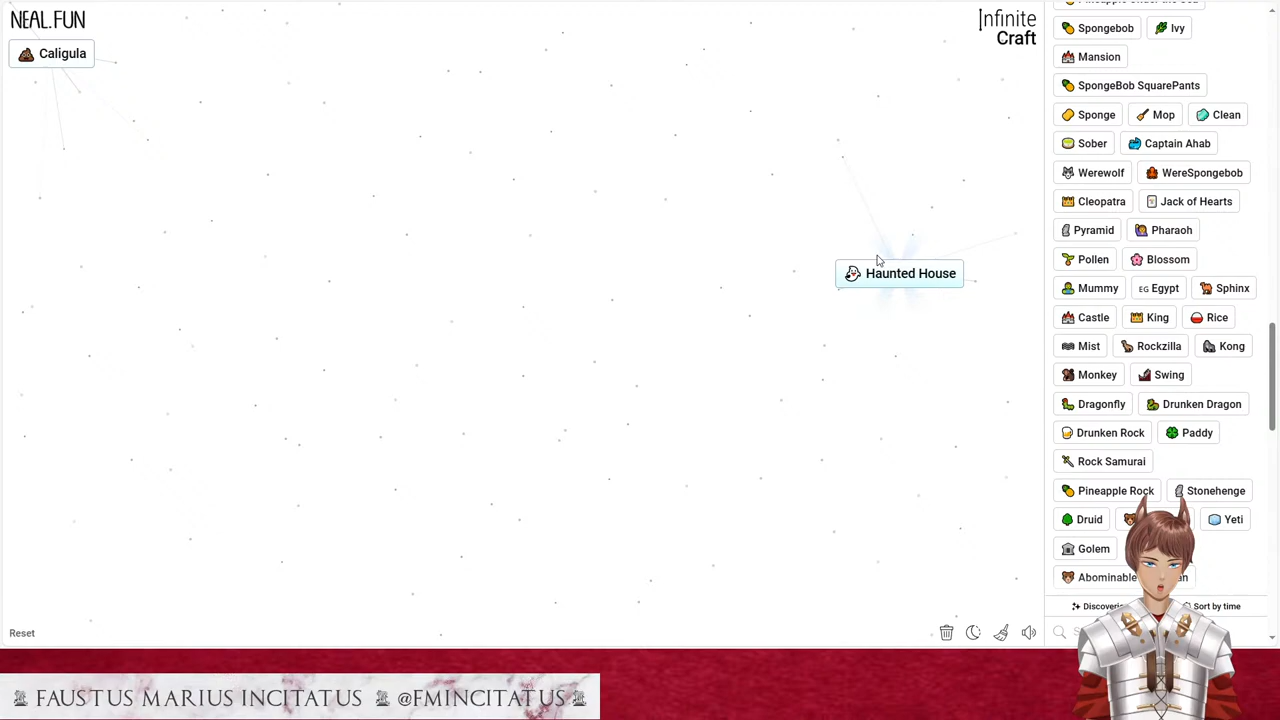 NEAL.FUN
Infinite
Craft
Caligula
Haunted House
Spongebob Ivy
Mansion
SpongeBob SquarePants
Sponge Mop Clean
Sober Captain Ahab
Werewolf WereSpongebob
Cleopatra Jack of Hearts
Pyramid Pharaoh
Pollen Blossom
Mummy EG Egypt Sphinx
Castle King Rice
Mist Rockzilla Kong
Monkey Swing
Dragonfly Drunken Dragon
Drunken Rock Paddy
Rock Samurai
Pineapple Rock Stonehenge
Druid Yeti
Golem
Abominable
Reset
Sort by time
FAUSTUS MARIUS INCITATUS @FMINCITATUS